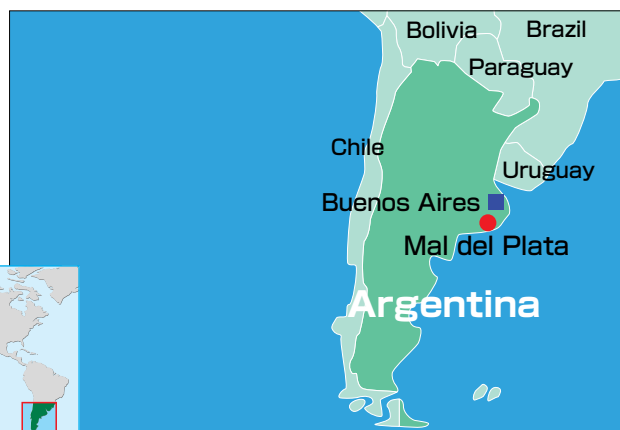 Bolivia
Brazil
Paraguay
Chile
Uruguay
Buenos Aires
Mal del Plata
Argentina